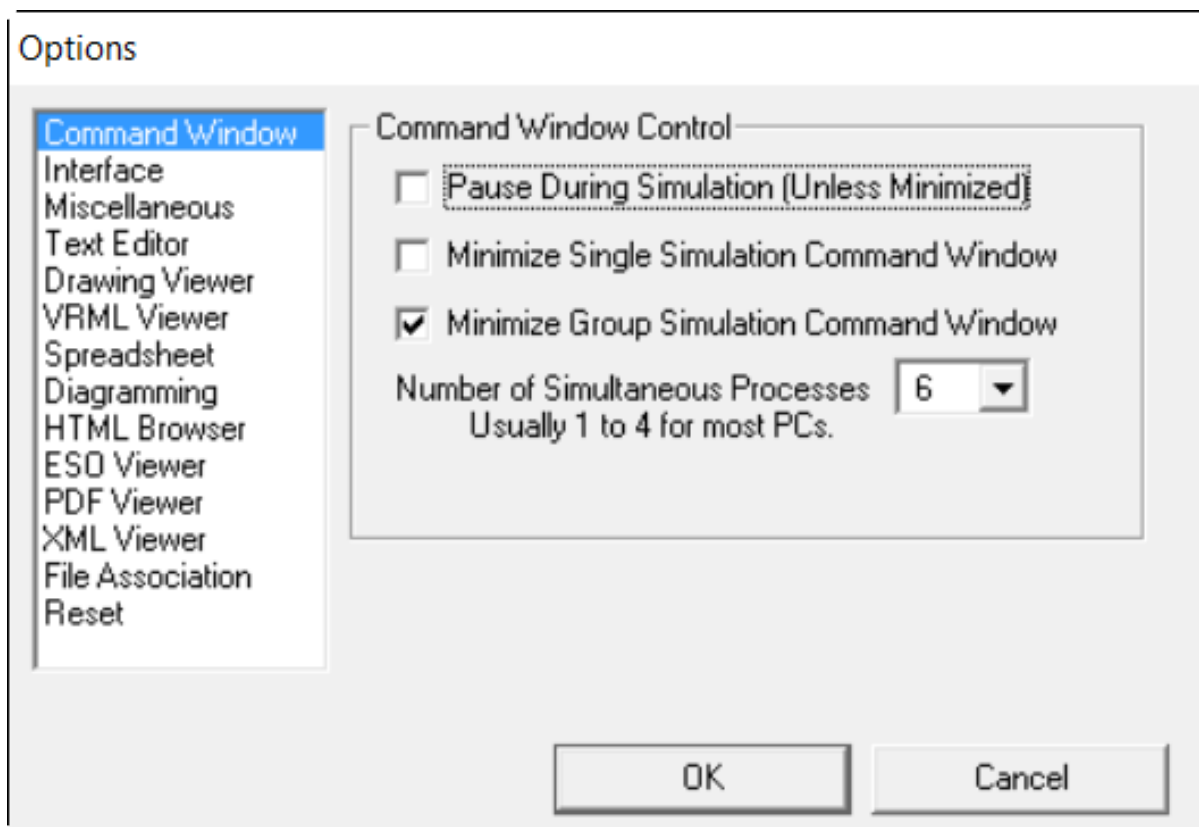 Options
Command Window
Interface
Miscellaneous
Text Editor
Drawing Viewer
VRML Viewer
Spreadsheet
Diagramming
HTML Browser
ESO Viewer
PDF Viewer
XML Viewer
File Association
Reset
Command Window Control
Pause During Simulation (Unless Minimized)
Minimize Single Simulation Command Window
Minimize Group Simulation Command Window
Number of Simultaneous Processes 6
Usually 1 to 4 for most PCs.
OK
Cancel